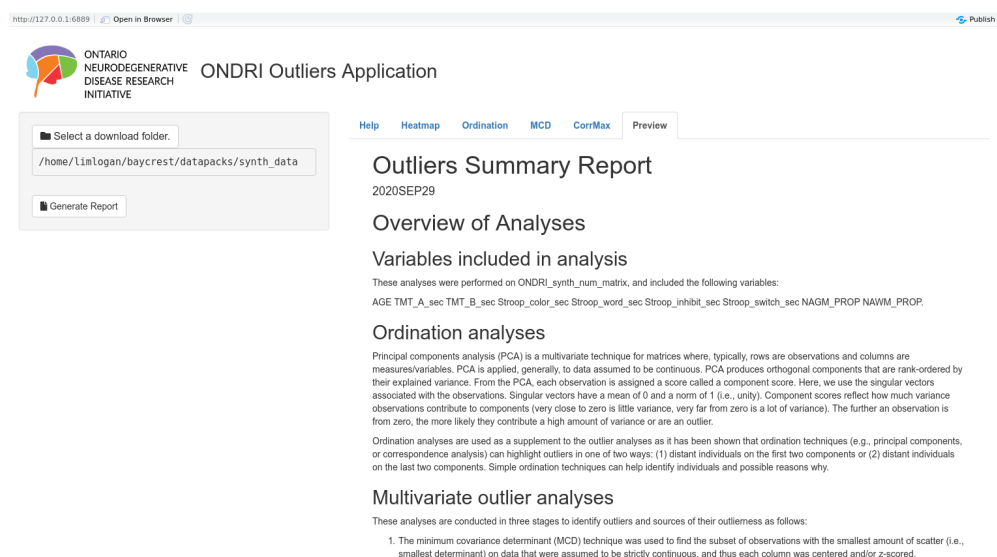 http://127.0.0.1:6889 Open in Browser Publish
ONTARIO
NEURODEGENERATIVE
DISEASE RESEARCH
INITIATIVE
ONDRI Outliers Application
Select a download folder.
/home/limlogan/baycrest/datapacks/synth_data
Generate Report
Help Heatmap Ordination MCD CorrMax Preview
Outliers Summary Report
2020SEP29
Overview of Analyses
Variables included in analysis
These analyses were performed on ONDRI_synth_num_matrix, and included the following variables:
AGE TMT_A_sec TMT_B_sec Stroop_color_sec Stroop_word_sec Stroop_inhibit_sec Stroop_switch_sec NAGM_PROP NAWM_PROP.
Ordination analyses
Principal components analysis (PCA) is a multivariate technique for matrices where, typically, rows are observations and columns are
measures/variables. PCA is applied, generally, to data assumed to be continuous. PCA produces orthogonal components that are rank-ordered by
their explained variance. From the PCA, each observation is assigned a score called a component score. Here, we use the singular vectors
associated with the observations. Singular vectors have a mean of 0 and a norm of 1 (i.e., unity). Component scores reflect how much variance
observations contribute to components (very close to zero is little variance, very far from zero is a lot of variance). The further an observation is
from zero, the more likely they contribute a high amount of variance or are an outlier.
Ordination analyses are used as a supplement to the outlier analyses as it has been shown that ordination techniques (e.g., principal components,
or correspondence analysis) can highlight outliers in one of two ways: (1) distant individuals on the first two components or (2) distant individuals
on the last two components. Simple ordination techniques can help identify individuals and possible reasons why.
Multivariate outlier analyses
These analyses are conducted in three stages to identify outliers and sources of their outlierness as follows:
1. The minimum covariance determinant (MCD) technique was used to find the subset of observations with the smallest amount of scatter (i.e.,
smallest determinant) on data that were assumed to be strictly continuous, and thus each column was centered and/or z-scored.